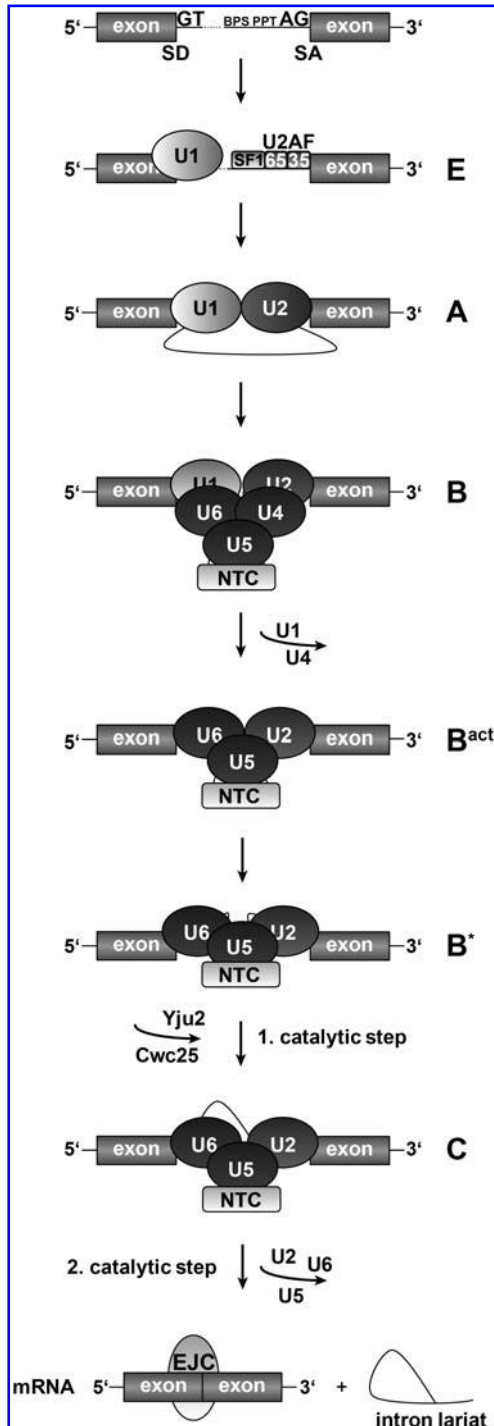 5‘ exon GT BPS PPT AG exon 3‘
SD SA
U2AF
5‘ exon U1 SF1 65 35 exon 3‘ E
5‘ exon U1 U2 exon 3‘ A
5‘ exon U1 U2 exon 3‘ B
U6 U4
U5
NTC
U1
U4
5‘ exon U6 U2 exon 3‘ Bact
U5
NTC
5‘ exon U6 U5 U2 exon 3‘ B*
NTC
Yju2
Cwc25
1. catalytic step
5‘ exon U6 U2 exon 3‘ C
U5
NTC
2. catalytic step
U2 U6
U5
EJC
mRNA 5‘ exon exon 3‘ +
intron lariat